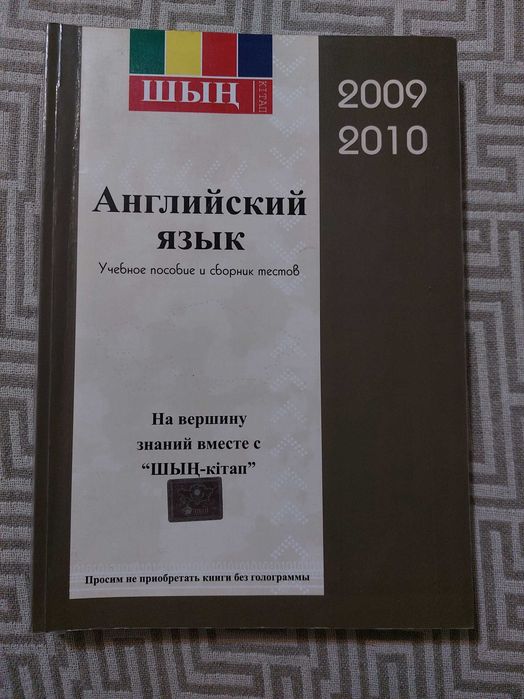 ШЫҢ
КІТАП
2009
2010
Английский
язык
Учебное пособие и сборник тестов
На вершину
знаний вместе с
“ШЫҢ-кітап”
Просим не приобретать книги без голограммы